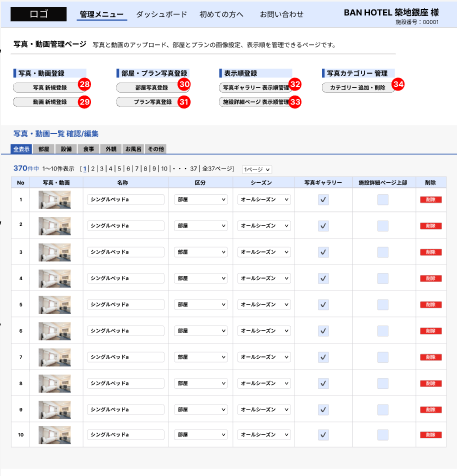 ロゴ 管理メニュー ダッシュボード 初めての方へ お問い合わせ BAN HOTEL 築地銀座 様
施設番号：00001
写真・動画管理ページ 写真と動画のアップロード、部屋とプランの画像設定、表示順を管理できるページです。
写真・動画登録 部屋・プラン写真登録 表示順登録 写真カテゴリー 管理
写真 新規登録 28 部屋写真登録 30 写真ギャラリー 表示順管理 32 カテゴリー 追加・削除 34
動画 新規登録 29 プラン写真登録 31 施設詳細ページ 表示順管理 33
写真・動画一覧 確認/編集
全表示 部屋 設備 食事 外観 お風呂 その他
370件中 1〜10件表示 [ 1 | 2 | 3 | 4 | 5 | 6 | 7 | 8 | 9 | 10 | ・・・ 37 | 全37ページ] 1ページ
No 写真・動画 名称 区分 シーズン 写真ギャラリー 施設詳細ページ上部 削除
1 シングルベッドa 部屋 オールシーズン 削除
2 シングルベッドa 部屋 オールシーズン 削除
3 シングルベッドa 部屋 オールシーズン 削除
4 シングルベッドa 部屋 オールシーズン 削除
5 シングルベッドa 部屋 オールシーズン 削除
6 シングルベッドa 部屋 オールシーズン 削除
7 シングルベッドa 部屋 オールシーズン 削除
8 シングルベッドa 部屋 オールシーズン 削除
9 シングルベッドa 部屋 オールシーズン 削除
10 シングルベッドa 部屋 オールシーズン 削除